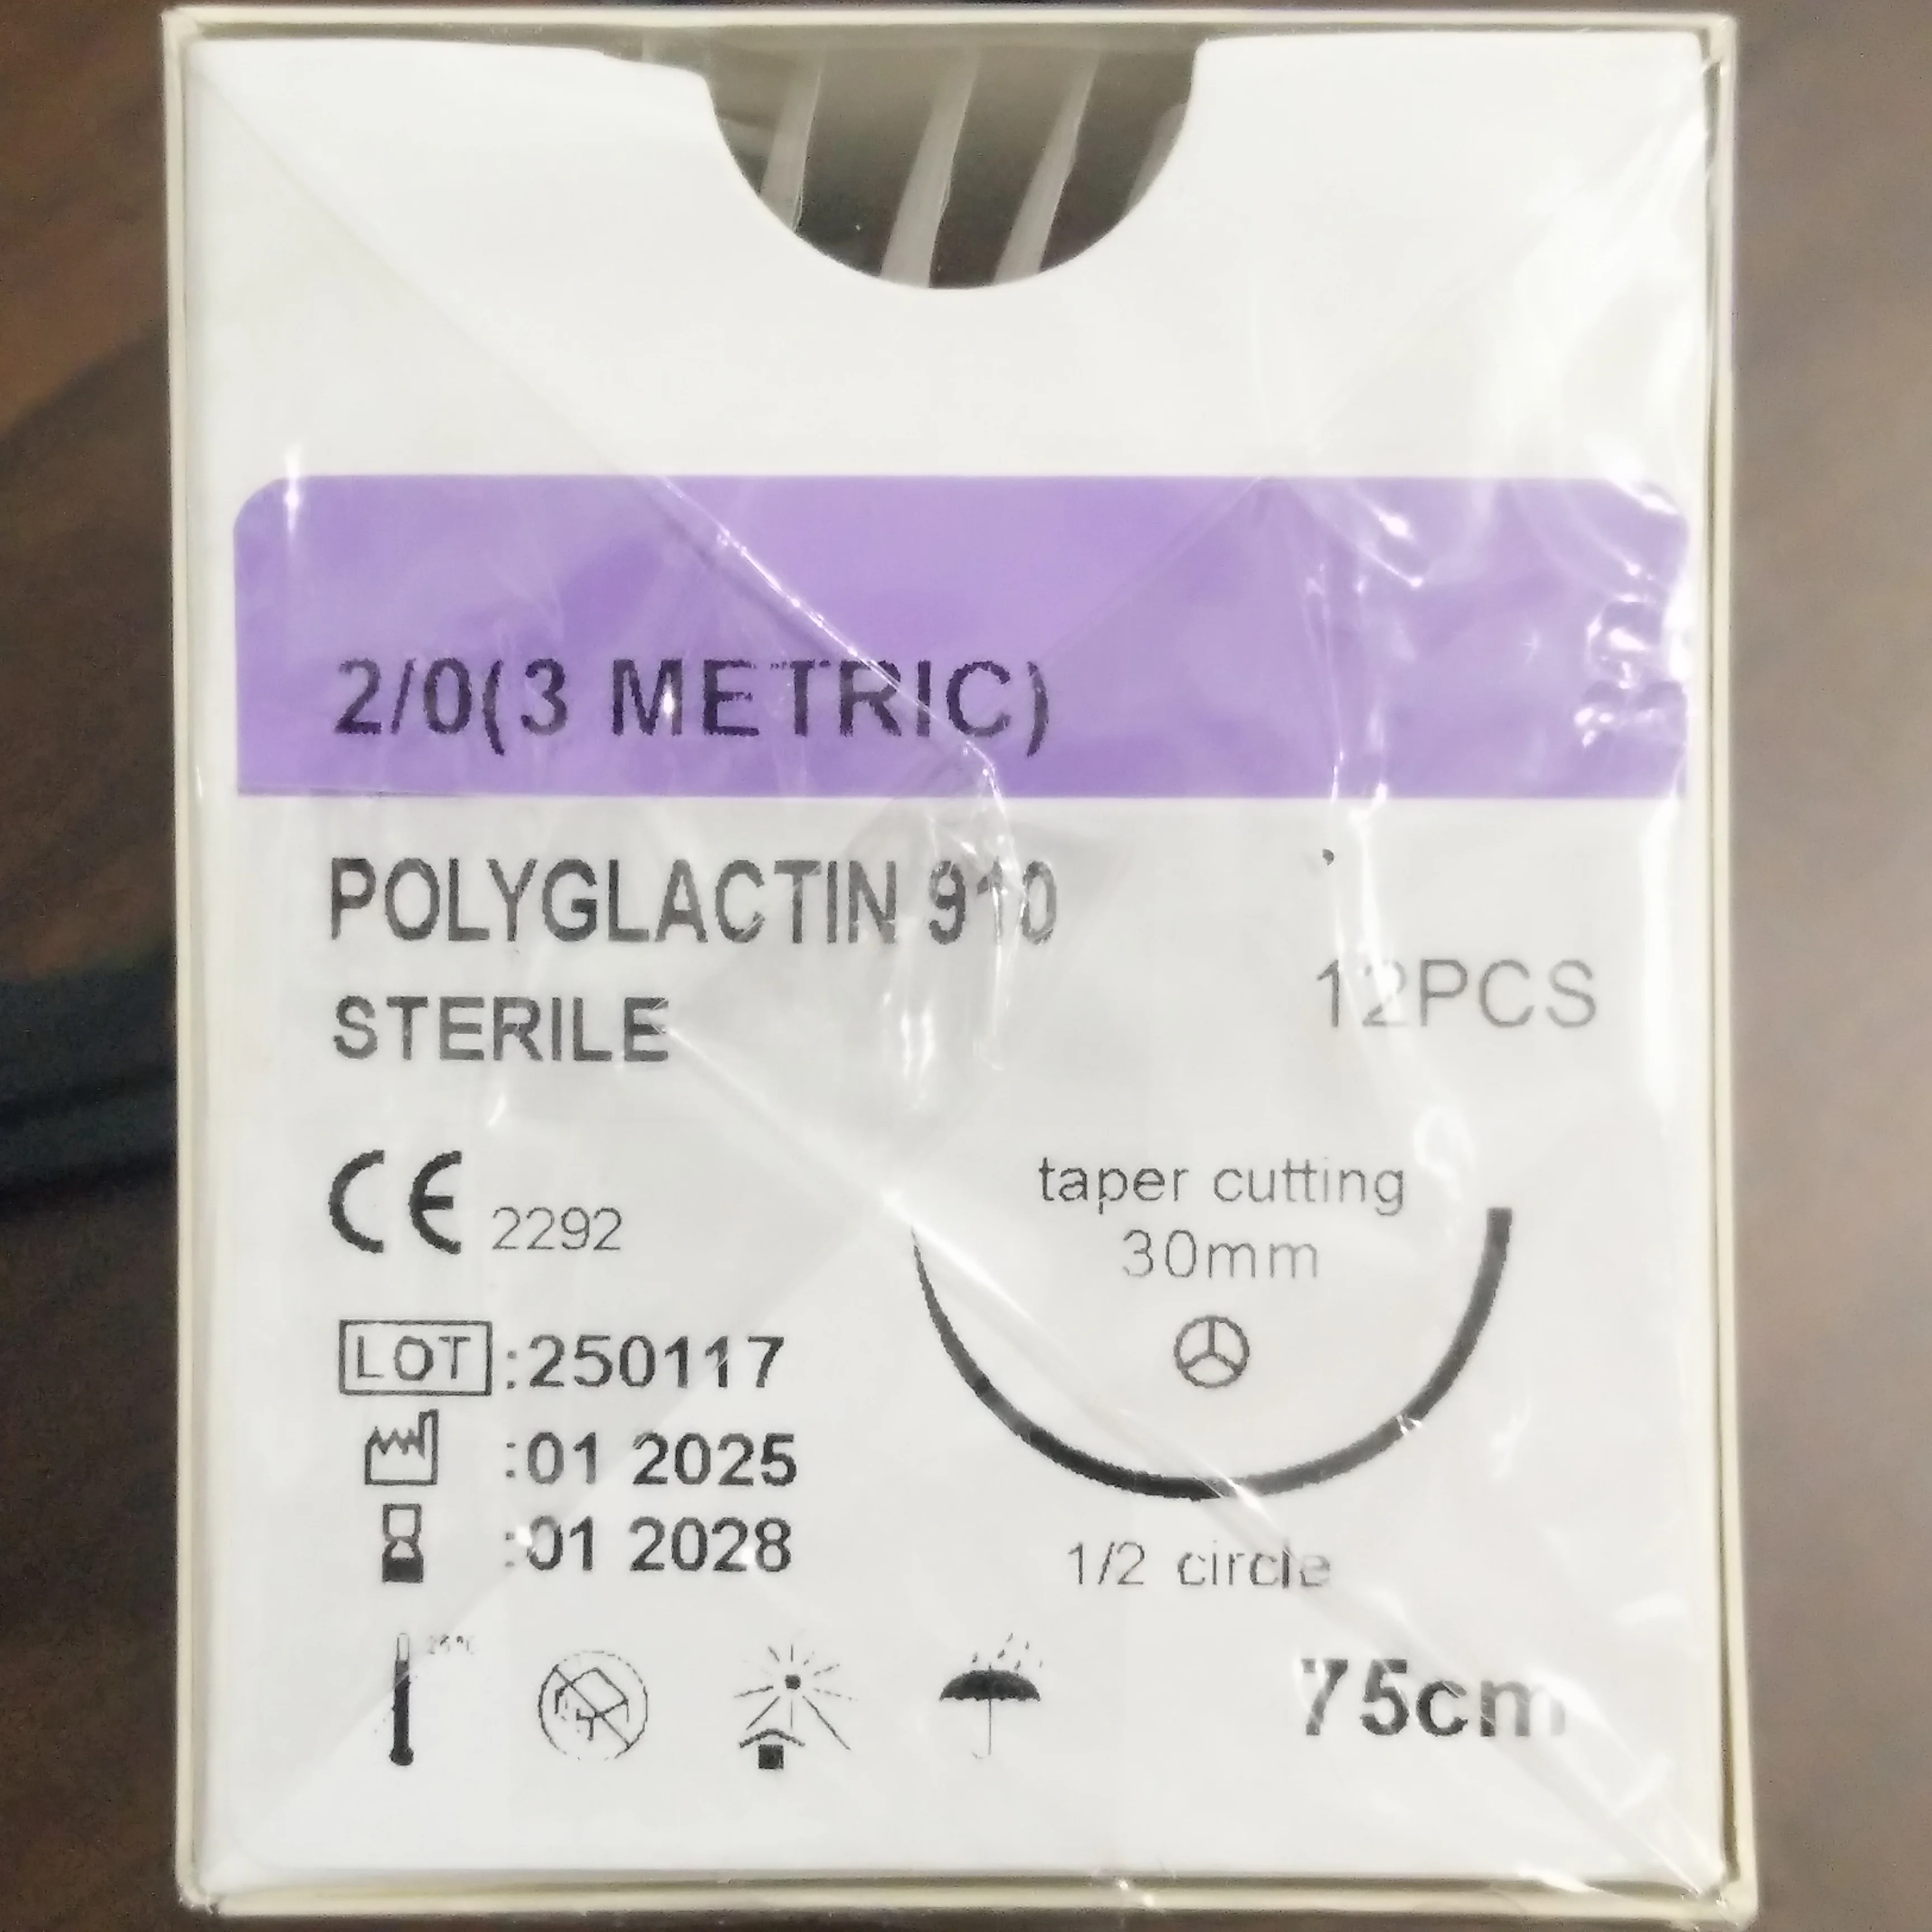 2/0(3 METRIC)
POLYGLACTIN 910
STERILE
12PCS
CE 2292
taper cutting
30mm
LOT:250117
:01 2025
:01 2028
1/2 circle
25°C
75cm